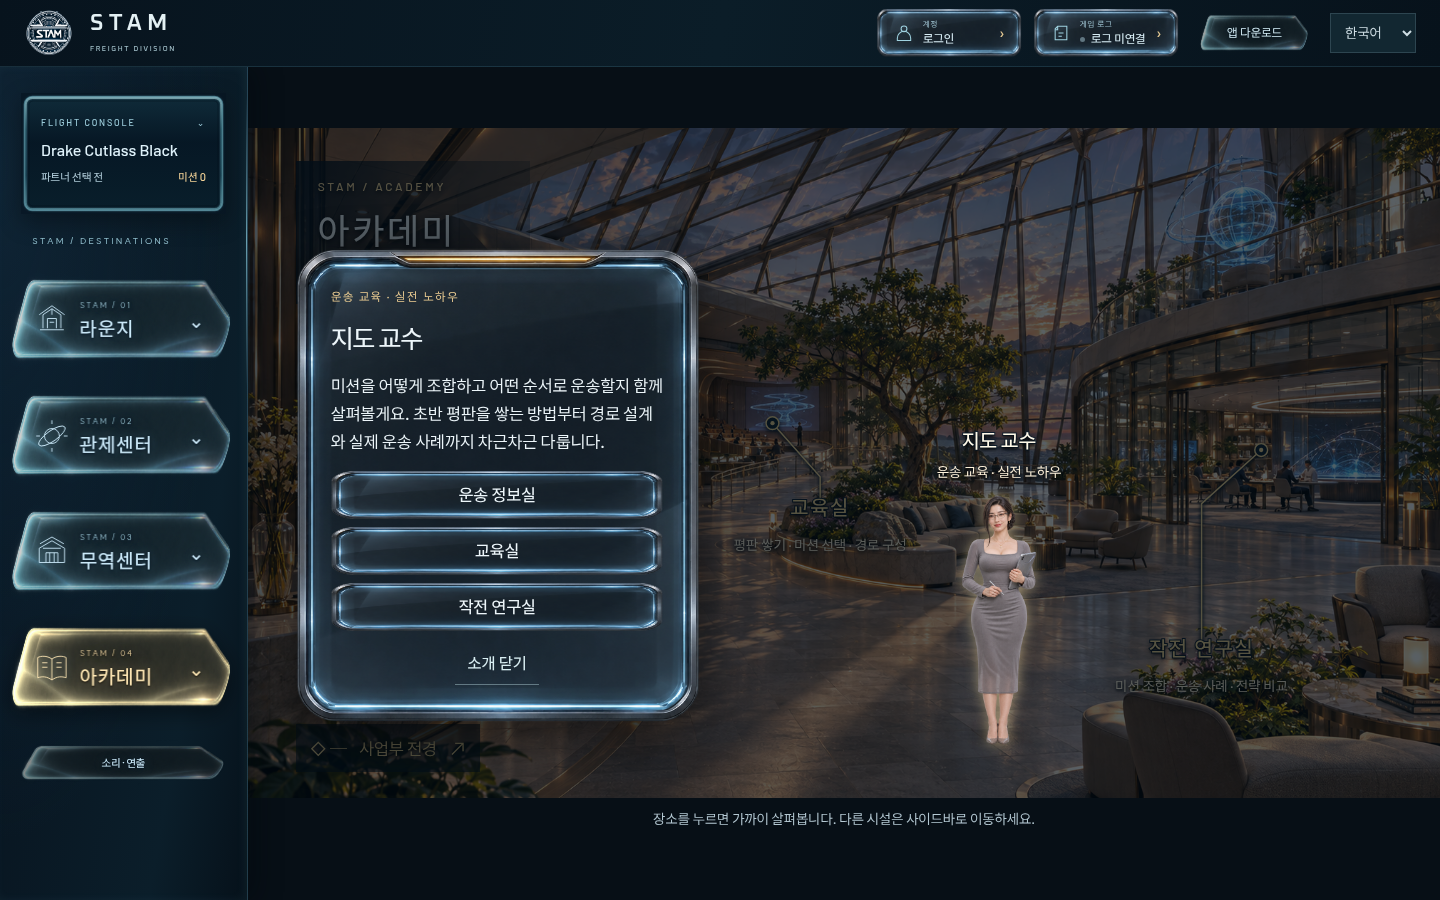 STAM
STAM
FREIGHT DIVISION
계정
로그인
게임 로그
로그 미연결
앱 다운로드
한국어
FLIGHT CONSOLE
Drake Cutlass Black
파트너 선택 전
미션 0
STAM / DESTINATIONS
STAM / 01
라운지
STAM / 02
관제센터
STAM / 03
무역센터
STAM / 04
아카데미
소리·연출
STAM / ACADEMY
아카데미
운송 교육 · 실전 노하우
지도 교수
미션을 어떻게 조합하고 어떤 순서로 운송할지 함께
살펴볼게요. 초반 평판을 쌓는 방법부터 경로 설계
와 실제 운송 사례까지 차근차근 다룹니다.
운송 정보실
교육실
작전 연구실
소개 닫기
사업부 전경
교육실
평판 쌓기 · 미션 선택 · 경로 구성
지도 교수
운송 교육 · 실전 노하우
작전 연구실
미션 조합 · 운송 사례 · 전략 비교
장소를 누르면 가까이 살펴봅니다. 다른 시설은 사이드바로 이동하세요.